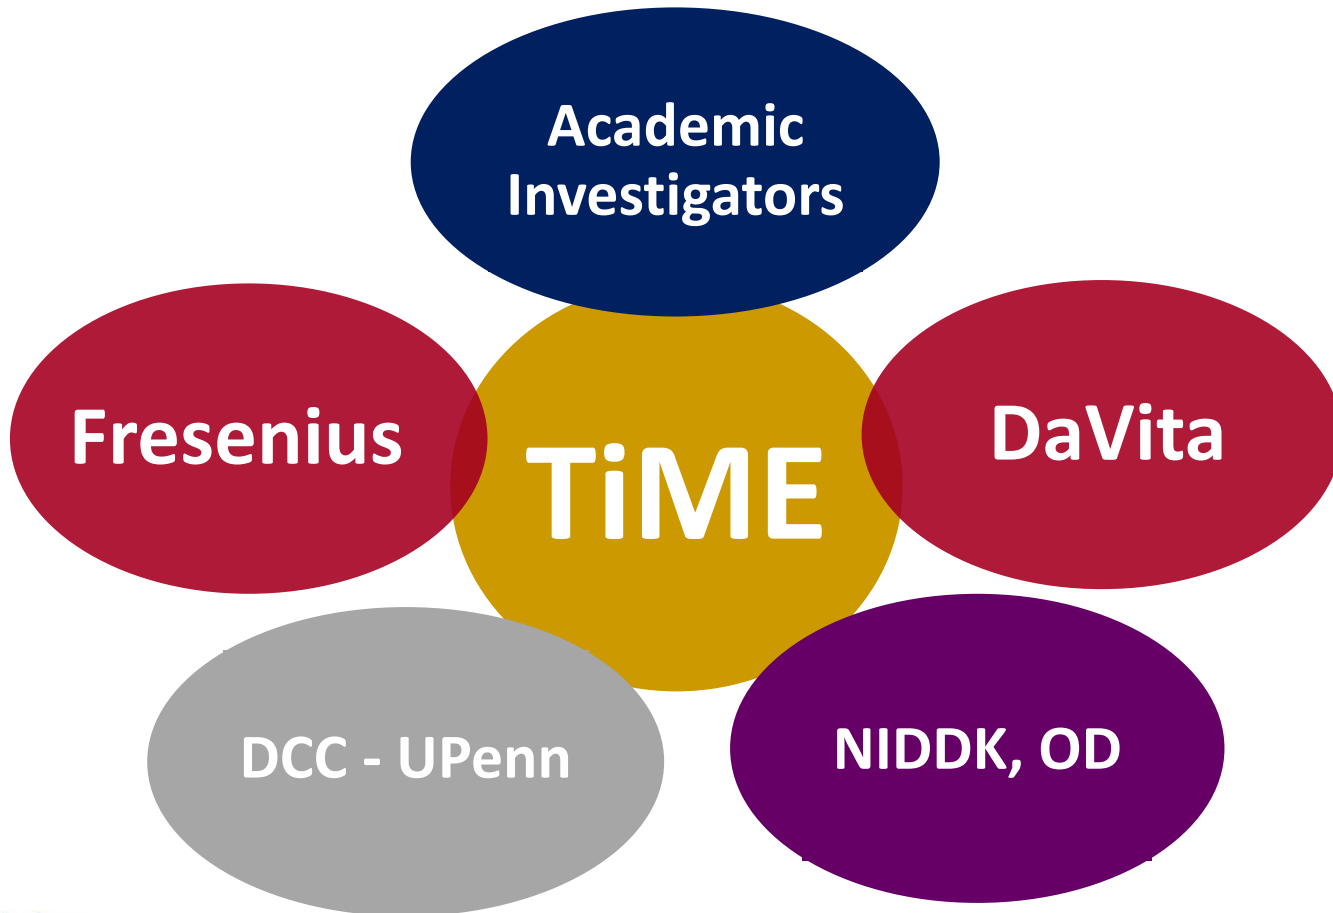 Academic
Investigators
Fresenius
DaVita
TiME
DCC - UPenn
NIDDK, OD